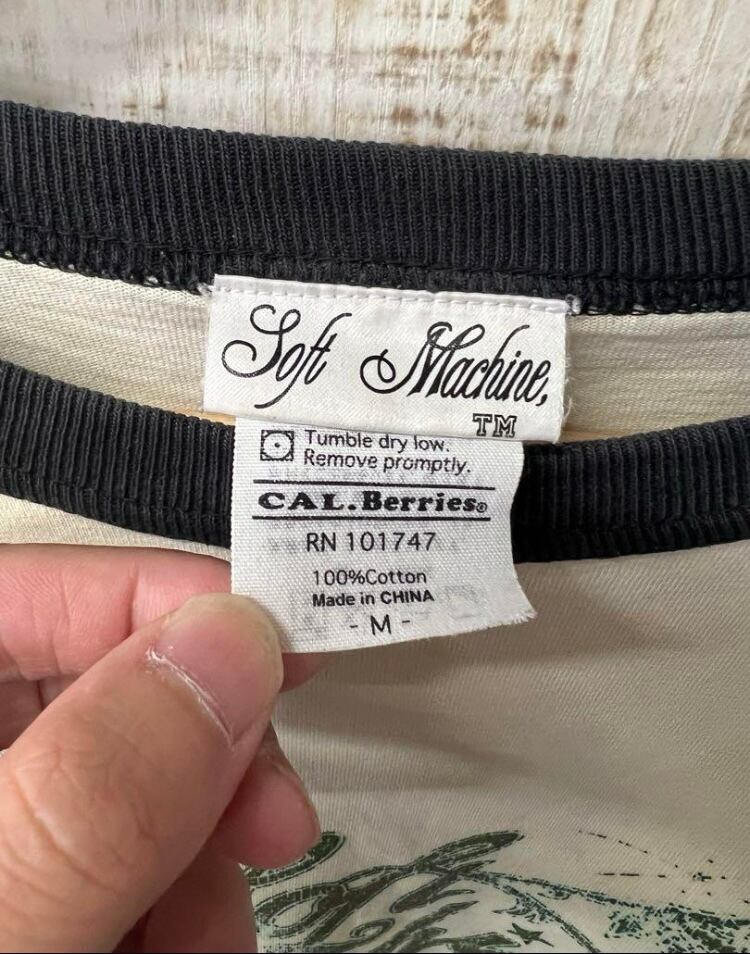 Soft Machine,
TM
Tumble dry low.
Remove promptly.
CAL.Berries®
RN 101747
100%Cotton
Made in CHINA
- M -